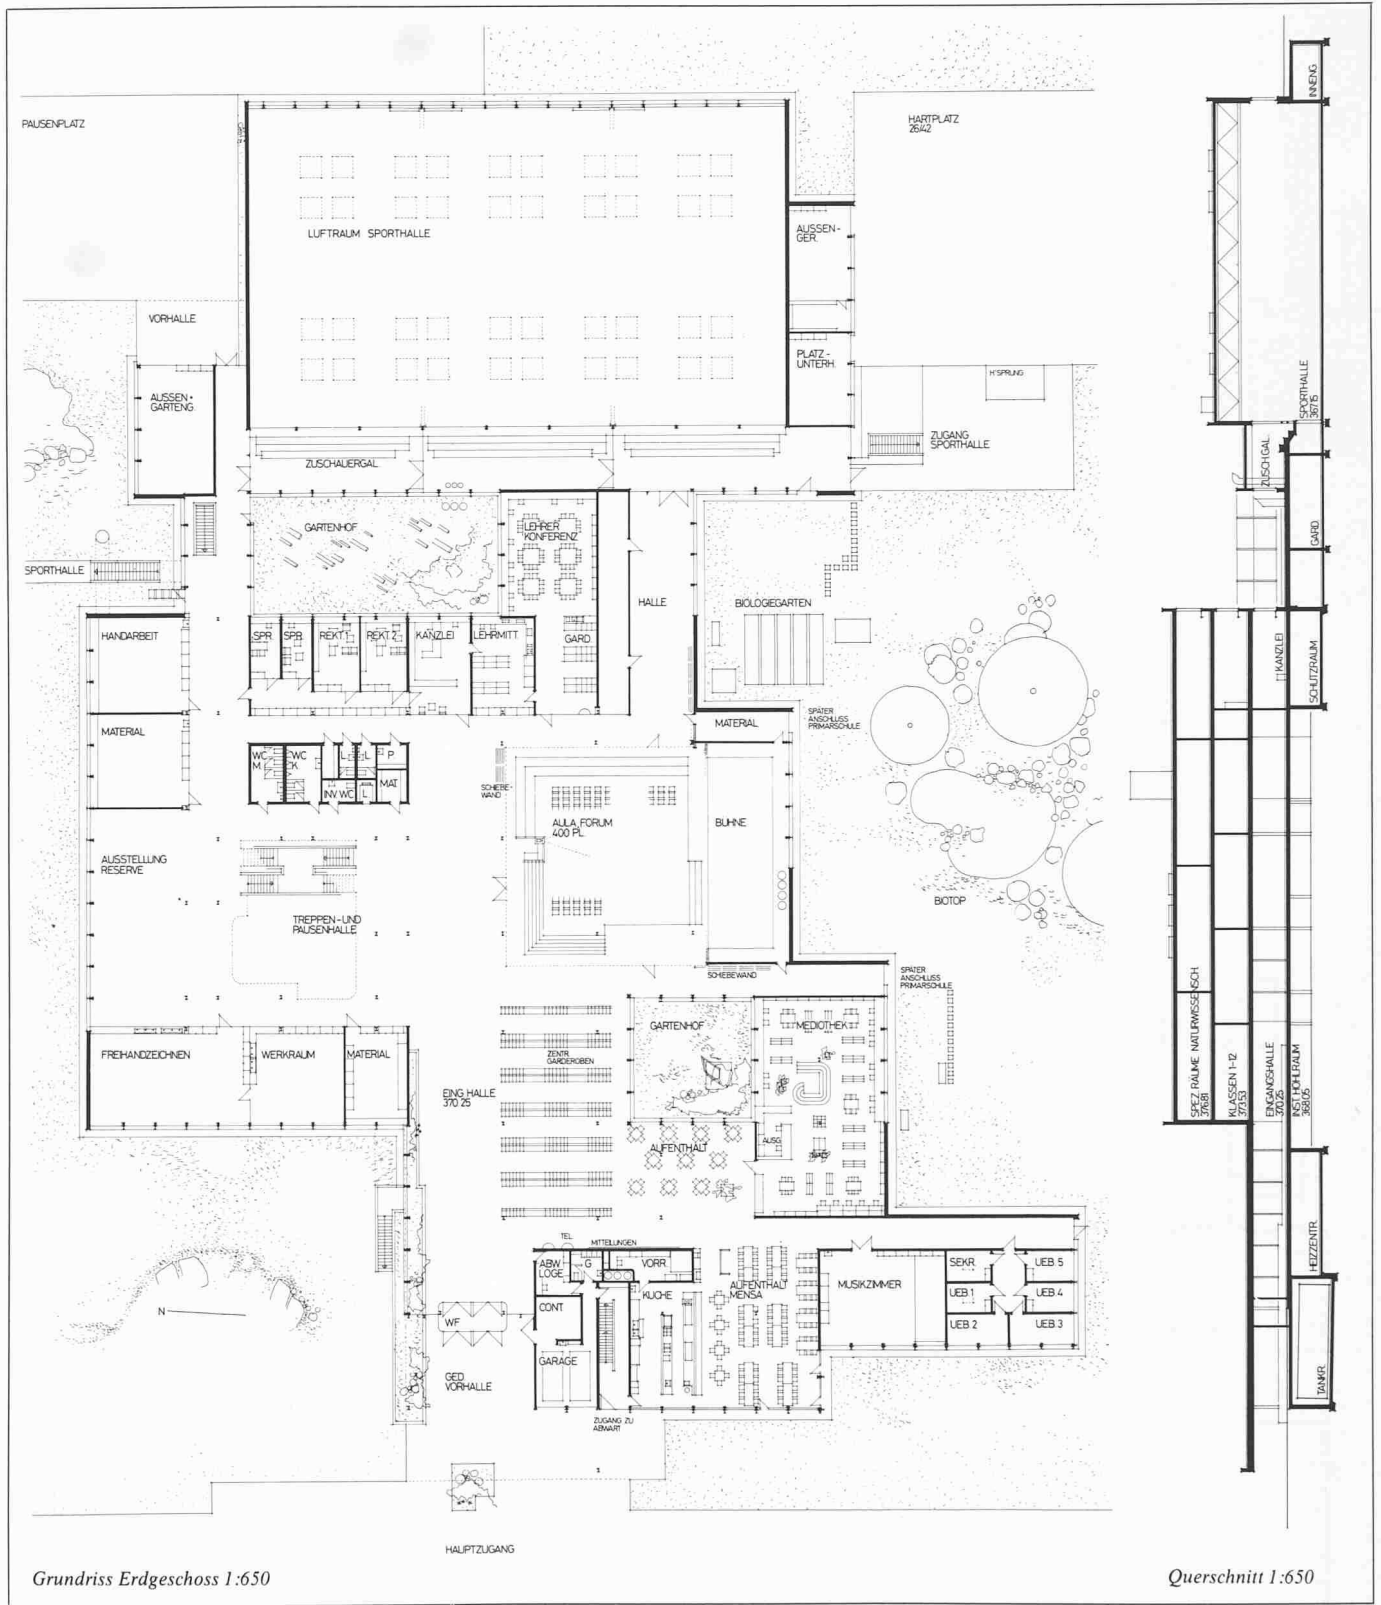 PAUSENPLATZ
HARTPLATZ
26/42
LUFTRAUM SPORTHALLE
AUSSEN-
GER.
VORHALLE
PLATZ-
UNTERH.
H'SPRUNG
AUSSEN+
GARTENG.
ZUGANG
SPORTHALLE
ZUSCHAUERGAL
GARTENHOF
LEHRER
KONFERENZ
SPORTHALLE
HALLE
BIOLOGIEGARTEN
HANDARBEIT
SPR.
SPR.
REKT.1
REKT.2
KANZLEI
LEHRMITT.
GARD.
MATERIAL
MATERIAL
SPÄTER
ANSCHLUSS
PRIMARSCHULE
WC
M.
WC
K.
L
L
P
INV. WC
L
MAT.
SCHIEBE-
WAND
AULA, FORUM
400 PL.
BÜHNE
AUSSTELLUNG
RESERVE
TREPPEN-UND
PAUSENHALLE
BIOTOP
SCHIEBEWAND
SPÄTER
ANSCHLUSS
PRIMARSCHULE
GARTENHOF
MEDIOTHEK
FREIHANDZEICHNEN
WERKRAUM
MATERIAL
ZENTR.
GARDEROBEN
EING.HALLE
370.25
AUFENTHALT
AUSG.
TEL.
MITTEILUNGEN
ABW.
LOGE
G
VORR.
KÜCHE
AUFENTHALT
MENSA
MUSIKZIMMER
SEKR.
UEB. 5
UEB.1
UEB. 4
UEB. 2
UEB. 3
CONT.
N
WF
GARAGE
GED.
VORHALLE
ZUGANG ZU
ABWART
HAUPTZUGANG
INNENG.
SPORTHALLE
367.15
ZUSCH.GAL.
GARD.
KANZLEI
SCHUTZRAUM
SPEZ. RÄUME NATURWISSENSCH.
376.81
KLASSEN 1-12
373.53
EINGANGSHALLE
370.25
INST. HOHLRAUM
368.05
HEIZZENTR.
TANKR.
Grundriss Erdgeschoss 1:650
Querschnitt 1:650